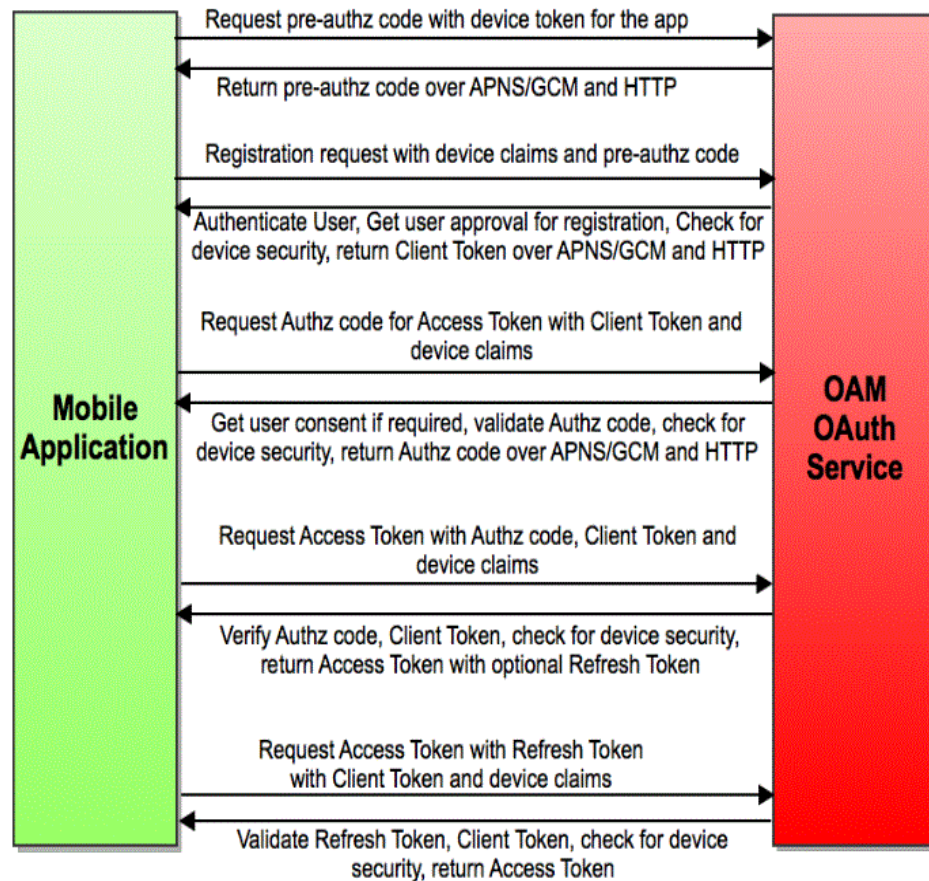 Request pre-authz code with device token for the app
Return pre-authz code over APNS/GCM and HTTP
Registration request with device claims and pre-authz code
Authenticate User, Get user approval for registration, Check for
device security, return Client Token over APNS/GCM and HTTP
Request Authz code for Access Token with Client Token and
device claims
Mobile
Application
OAM
OAuth
Service
Get user consent if required, validate Authz code, check for
device security, return Authz code over APNS/GCM and HTTP
Request Access Token with Authz code, Client Token and
device claims
Verify Authz code, Client Token, check for device security,
return Access Token with optional Refresh Token
Request Access Token with Refresh Token
with Client Token and device claims
Validate Refresh Token, Client Token, check for device
security, return Access Token